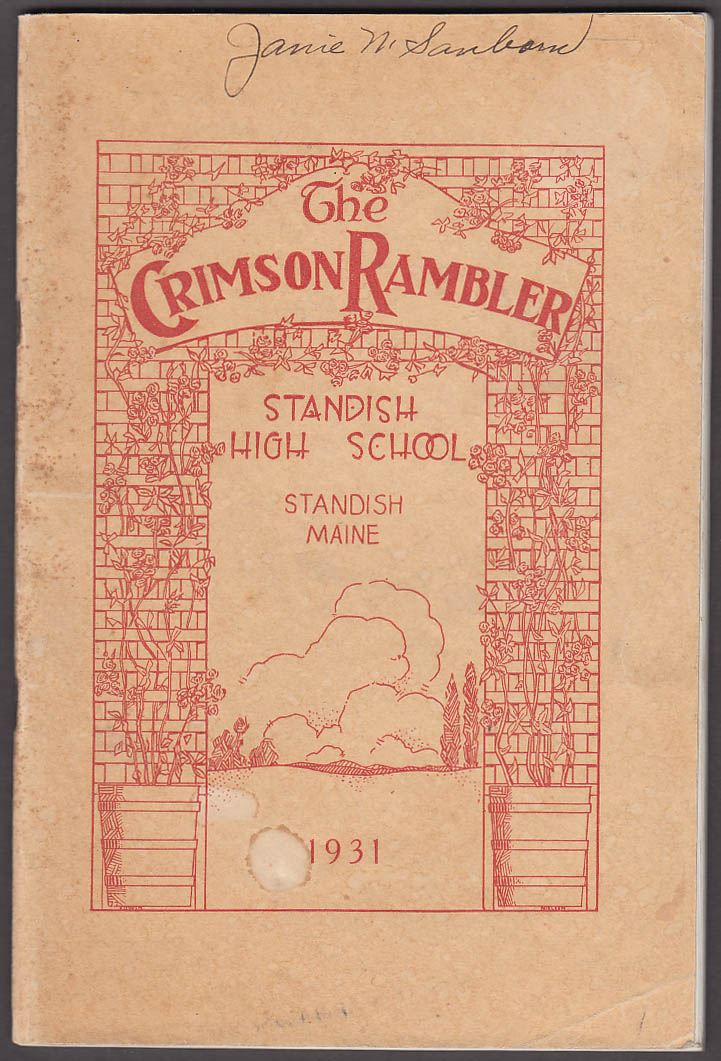 Janie N. Sanborn
The
CRIMSON RAMBLER
STANDISH
HIGH SCHOOL
STANDISH
MAINE
1931